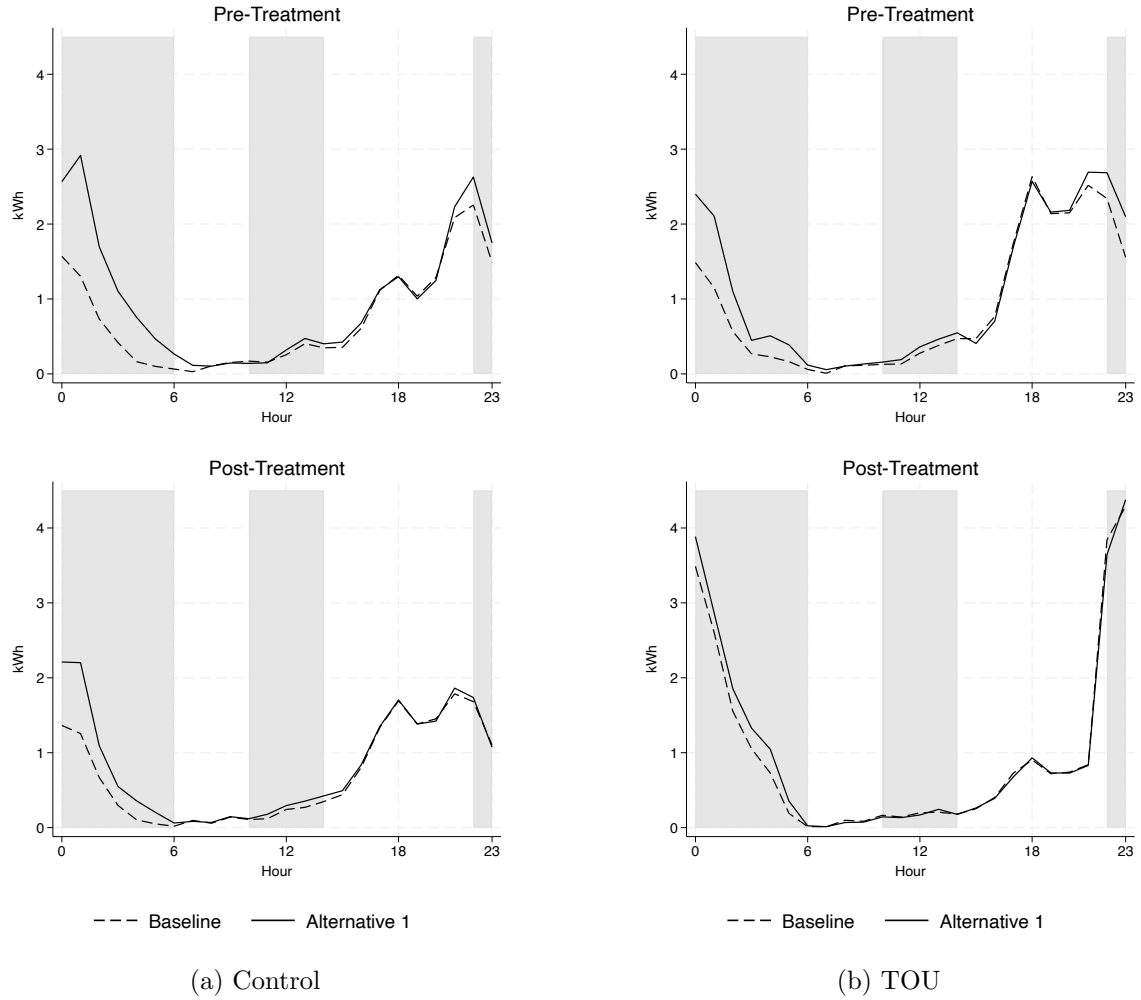 Pre-Treatment
4
3
2
1
0
kWh
0 6 12 18 23
Hour
Pre-Treatment
4
3
2
1
0
kWh
0 6 12 18 23
Hour
Post-Treatment
4
3
2
1
0
kWh
0 6 12 18 23
Hour
Post-Treatment
4
3
2
1
0
kWh
0 6 12 18 23
Hour
Baseline Alternative 1
Baseline Alternative 1
(a) Control
(b) TOU